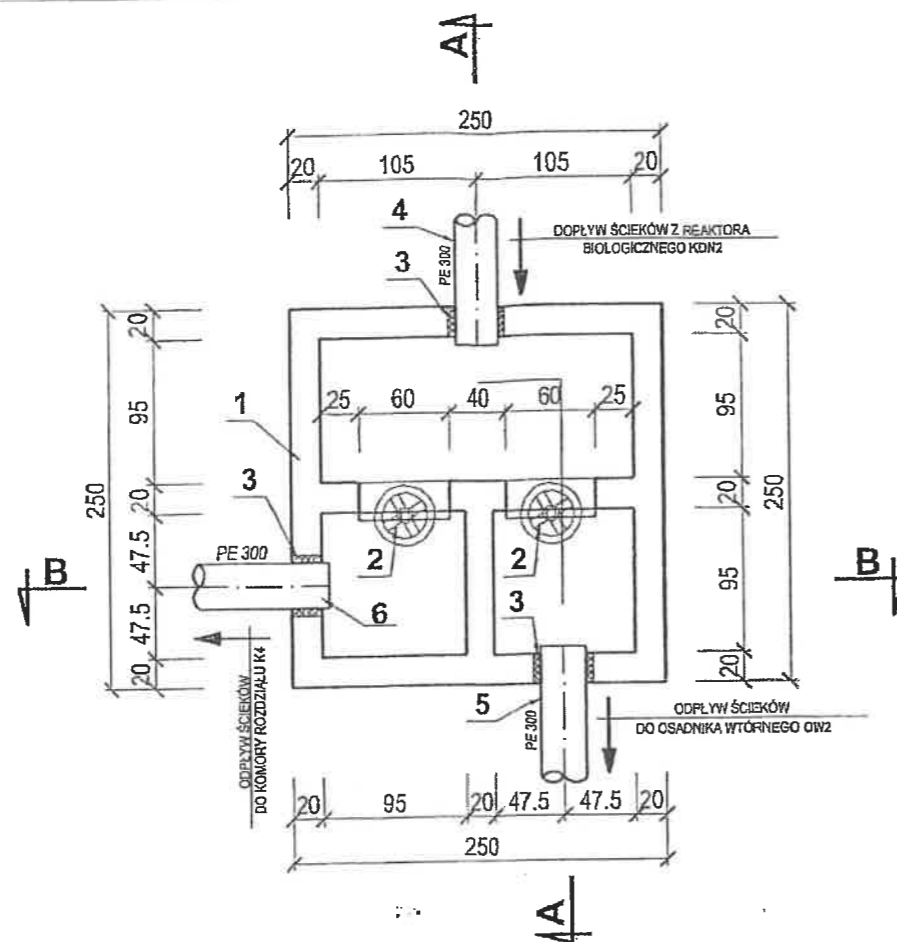 A
250
20 105 105 20
4
DOPŁYW ŚCIEKÓW Z REAKTORA
BIOLOGICZNEGO KDN2
PE 300
3
20
20
25 60 40 60 25
1
95
95
250
250
3
20
20
2
2
PE 300
B
B
47.5
95
6
3
47.5
20
20
ODPŁYW ŚCIEKÓW
DO KOMORY ROZDZIAŁU K4
5
PE 300
ODPŁYW ŚCIEKÓW
DO OSADNIKA WTÓRNEGO OW2
20 95 20 47.5 47.5 20
250
A